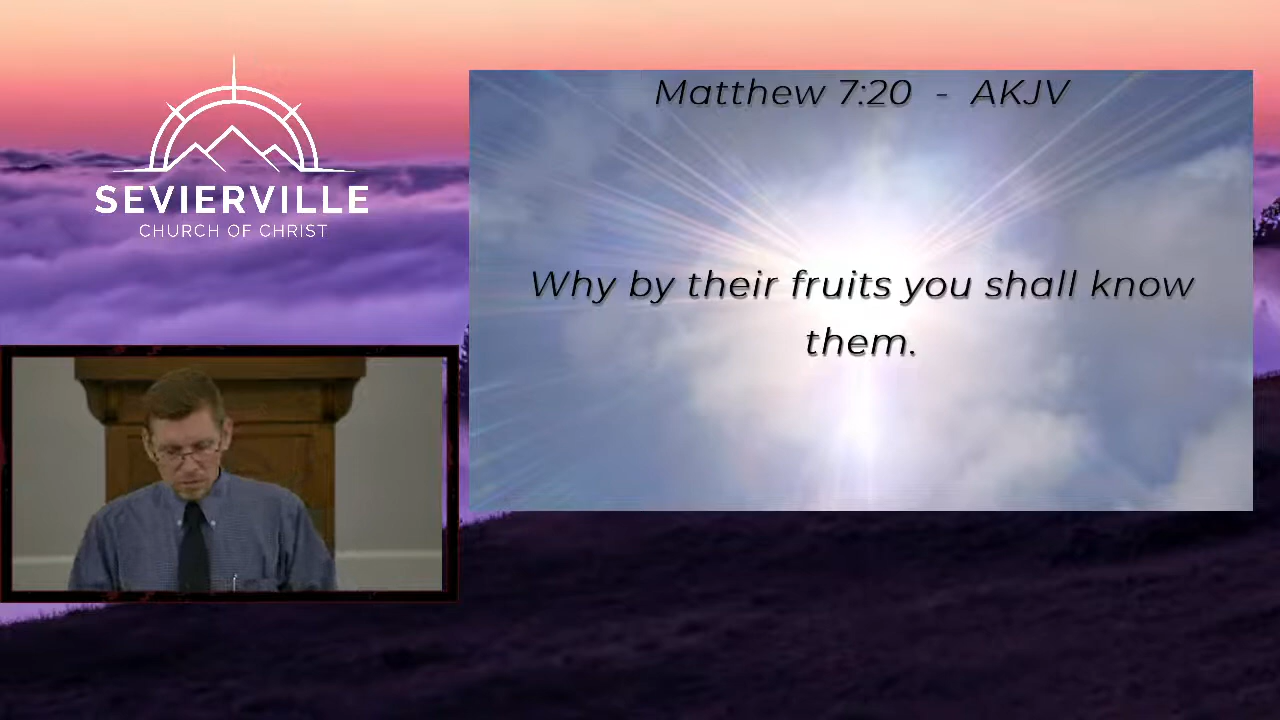 SEVIERVILLE
CHURCH OF CHRIST
Matthew 7:20 - AKJV
Why by their fruits you shall know
them.